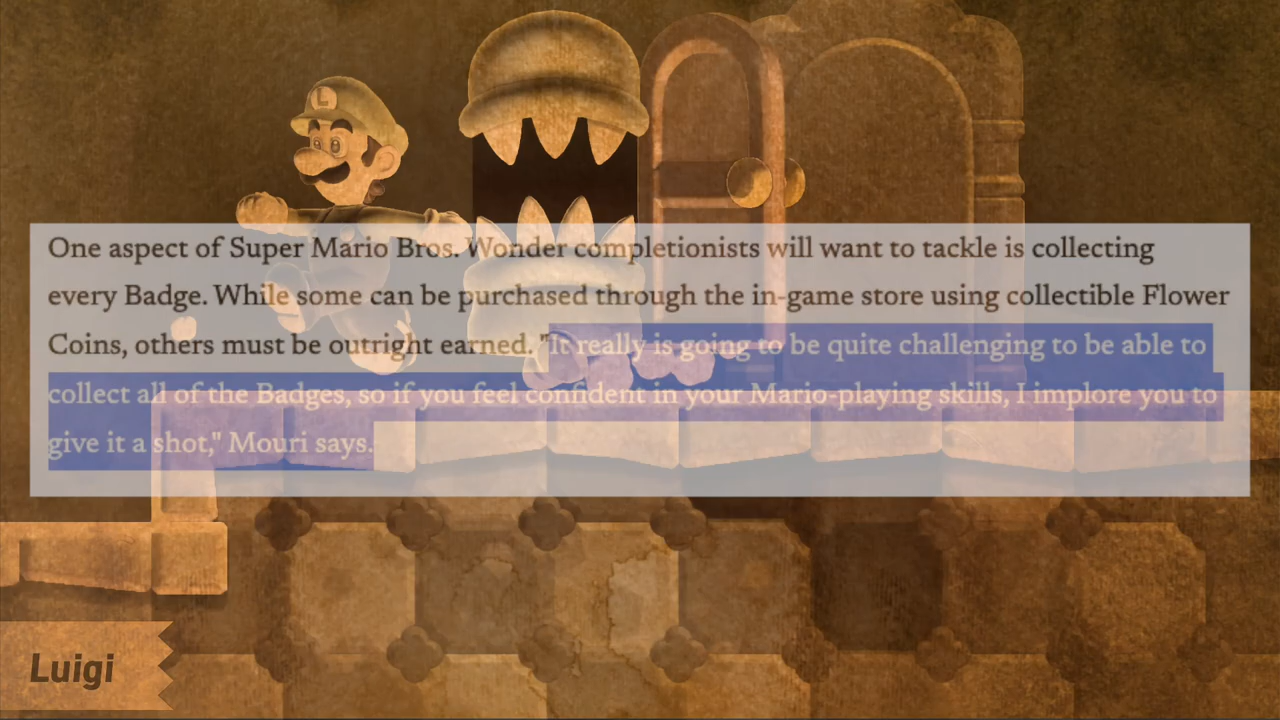 L
One aspect of Super Mario Bros. Wonder completionists will want to tackle is collecting
every Badge. While some can be purchased through the in-game store using collectible Flower
Coins, others must be outright earned. "It really is going to be quite challenging to be able to
collect all of the Badges, so if you feel confident in your Mario-playing skills, I implore you to
give it a shot," Mouri says.
Luigi